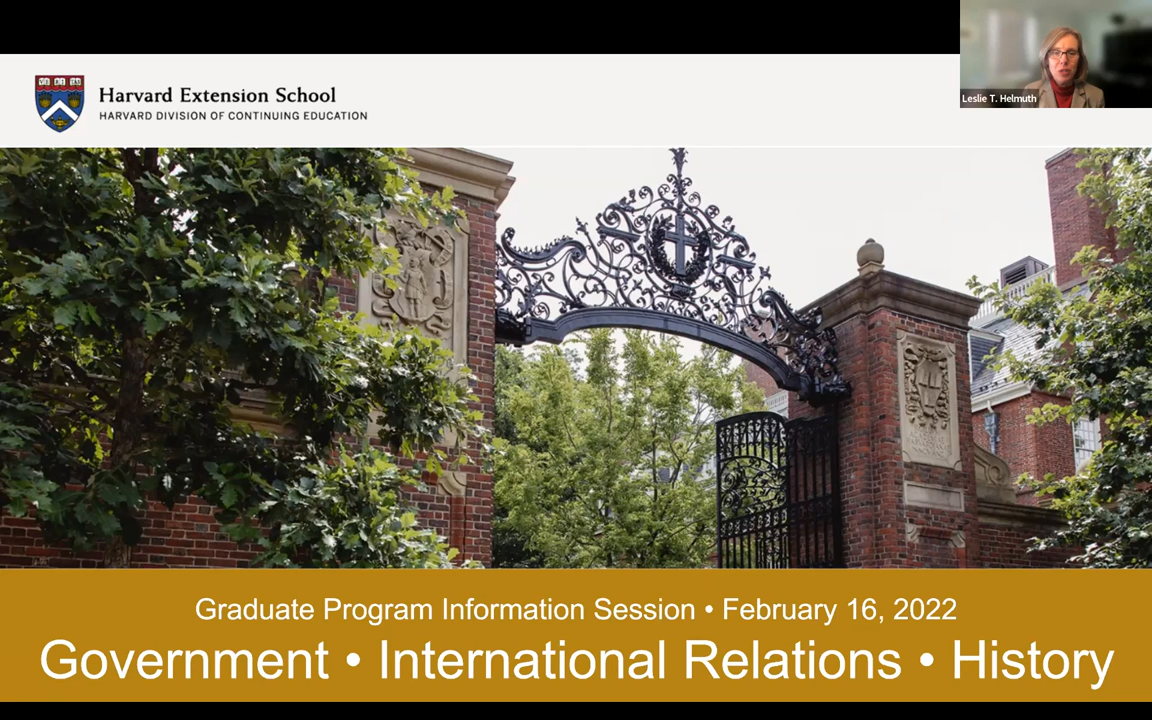 Harvard Extension School
HARVARD DIVISION OF CONTINUING EDUCATION
Leslie T. Helmuth
Graduate Program Information Session • February 16, 2022
Government • International Relations • History